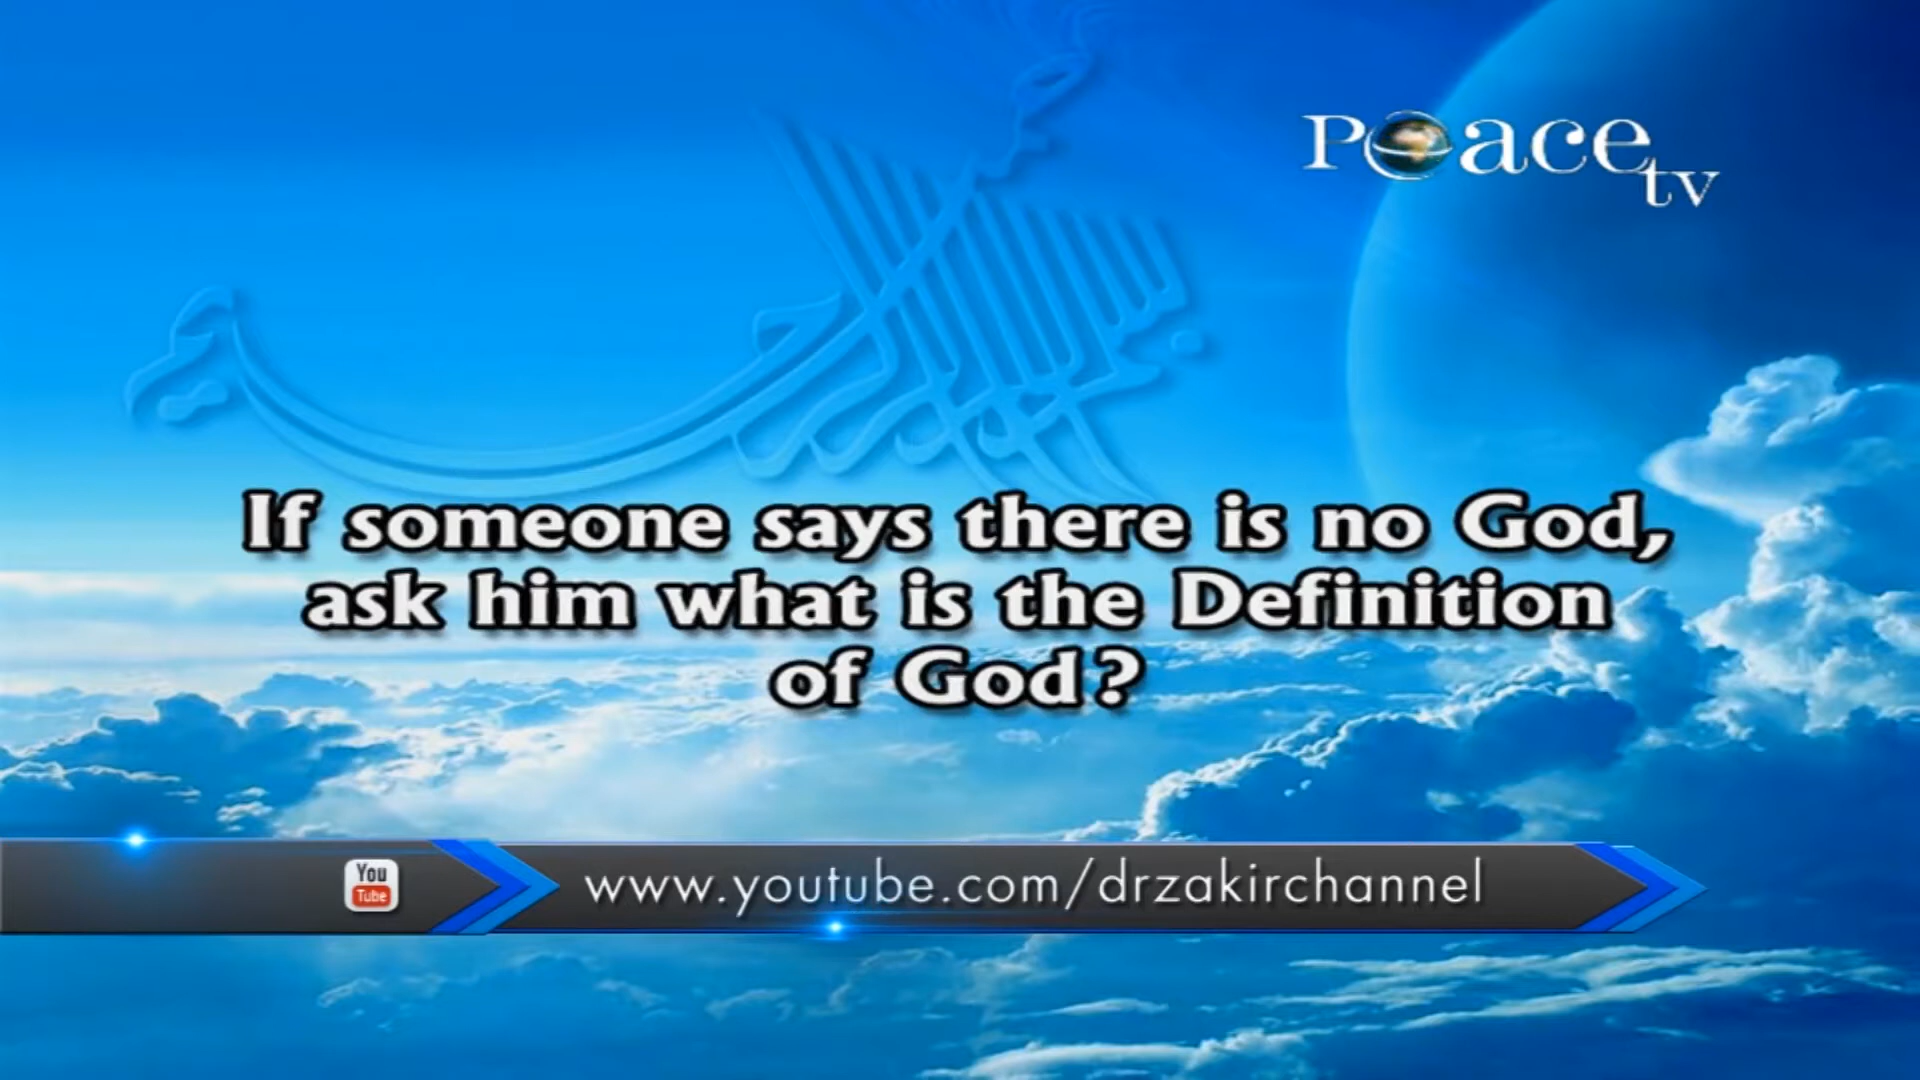 Peace tv
If someone says there is no God,
ask him what is the Definition
of God?
You Tube
www.youtube.com/drzakirchannel